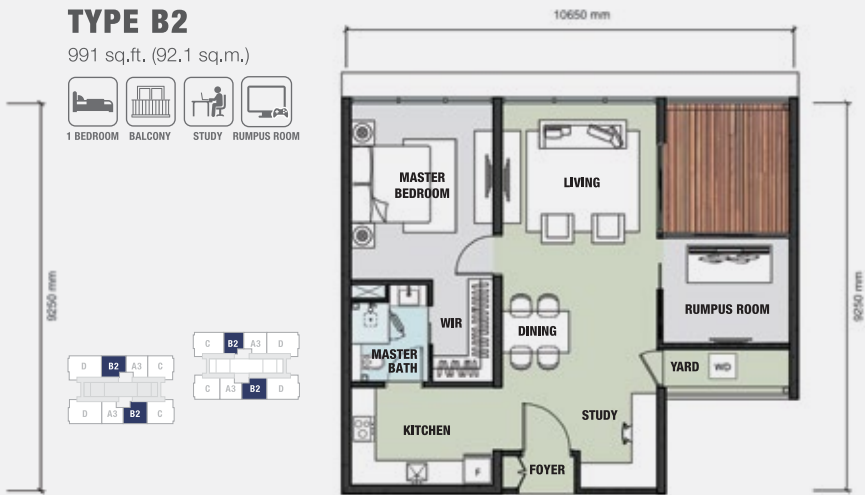 TYPE B2
991 sq.ft. (92.1 sq.m.)
1 BEDROOM
BALCONY
STUDY
RUMPUS ROOM
10650 mm
9250 mm
9250 mm
MASTER
BEDROOM
LIVING
RUMPUS ROOM
WIR
DINING
MASTER
BATH
YARD
WD
KITCHEN
STUDY
F
FOYER
C B2 A3 D
C A3 B2 D
D B2 A3 C
D A3 B2 C